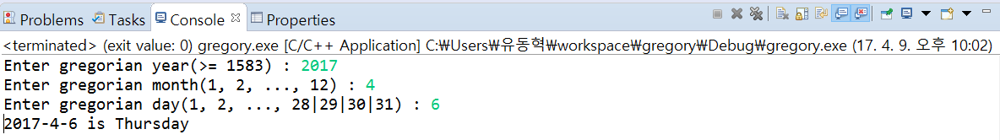 Problems Tasks Console Properties
<terminated> (exit value: 0) gregory.exe [C/C++ Application] C:₩Users₩유동혁₩workspace₩gregory₩Debug₩gregory.exe (17. 4. 9. 오후 10:02)
Enter gregorian year(>= 1583) : 2017
Enter gregorian month(1, 2, ..., 12) : 4
Enter gregorian day(1, 2, ..., 28|29|30|31) : 6
2017-4-6 is Thursday